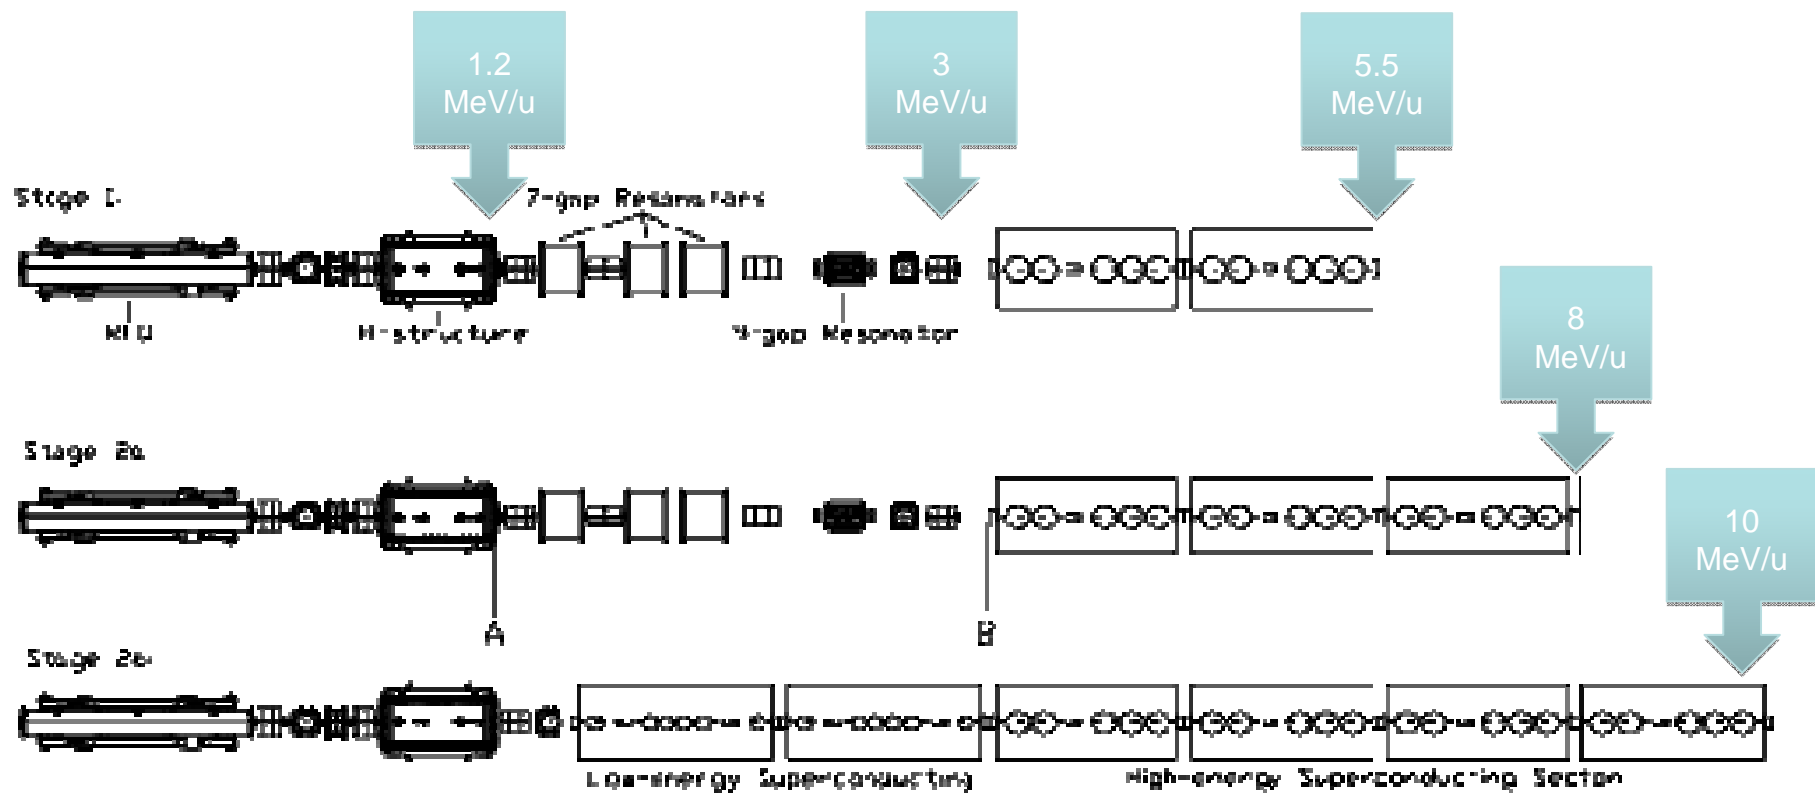 1.2
MeV/u
3
MeV/u
5.5
MeV/u
Stage 1
7-gap Resonators
RFQ
H-structure
9-gap Resonator
8
MeV/u
Stage 2a
10
MeV/u
A
B
Stage
Low-energy Superconducting
High-energy Superconducting Section